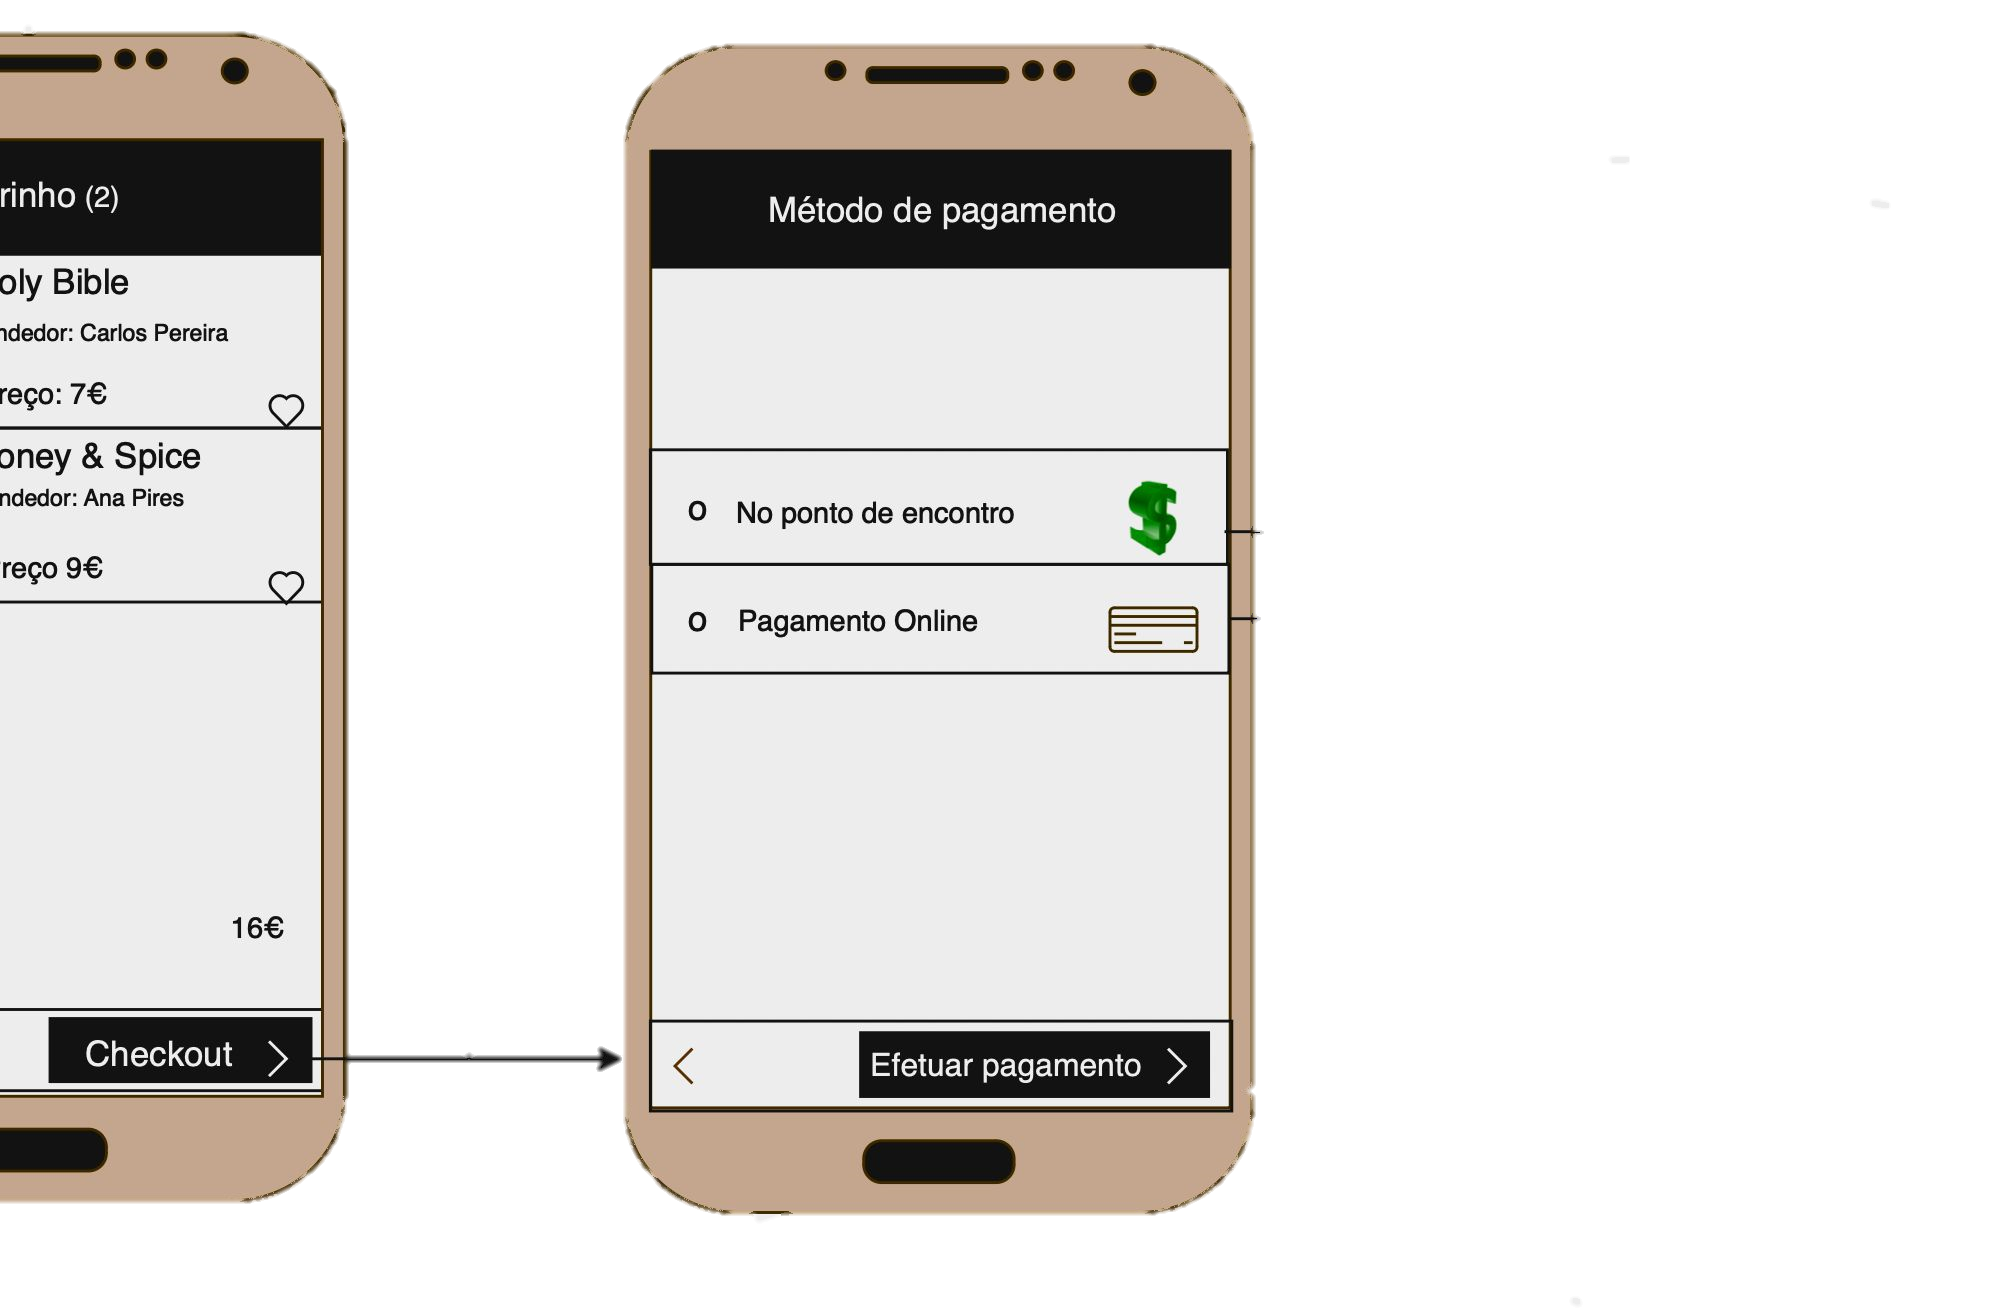 rinho (2)
oly Bible
ndedor: Carlos Pereira
reço: 7€
oney & Spice
ndedor: Ana Pires
reço 9€
16€
Checkout
Método de pagamento
o No ponto de encontro
o Pagamento Online
Efetuar pagamento